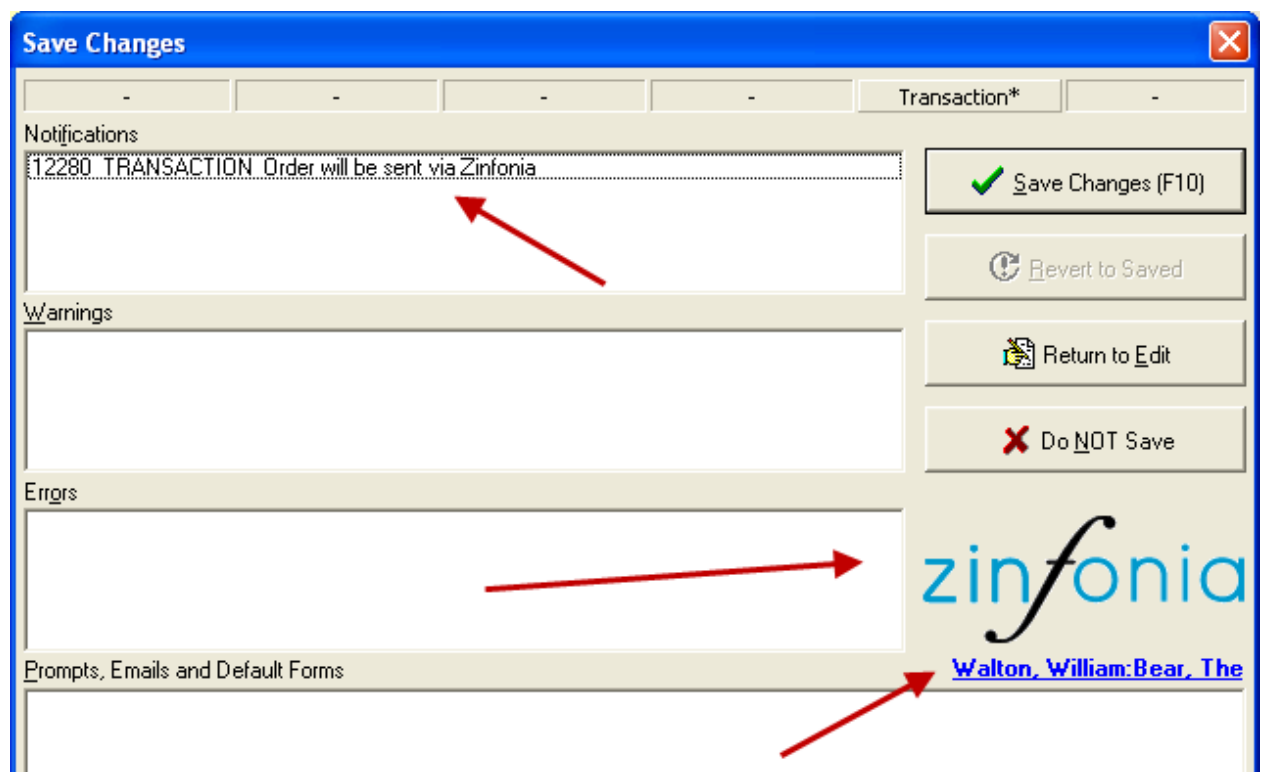 Save Changes
- - - - Transaction* -
Notifications
12280 TRANSACTION Order will be sent via Zinfonia
Save Changes (F10)
Revert to Saved
Warnings
Return to Edit
Do NOT Save
Errors
zinfonia
Prompts, Emails and Default Forms
Walton, William:Bear, The